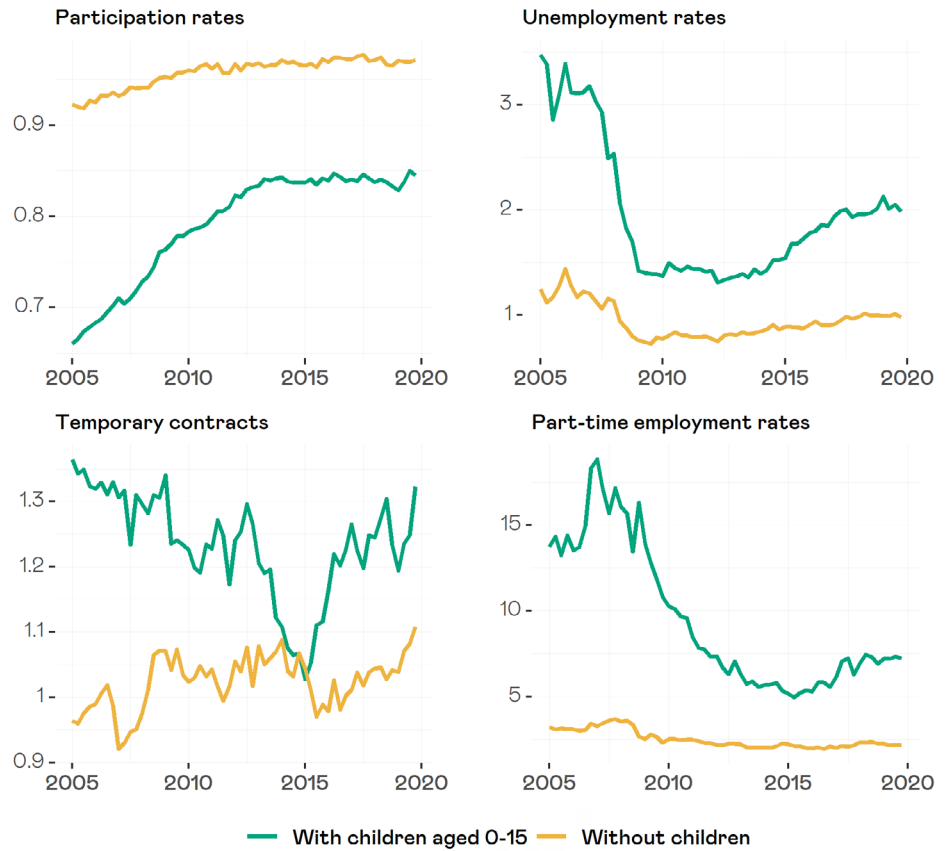 Participation rates
0.9
0.8
0.7
2005 2010 2015 2020
Unemployment rates
3
2
1
2005 2010 2015 2020
Temporary contracts
1.3
1.2
1.1
1
0.9
2005 2010 2015 2020
Part-time employment rates
15
10
5
2005 2010 2015 2020
With children aged 0-15 Without children